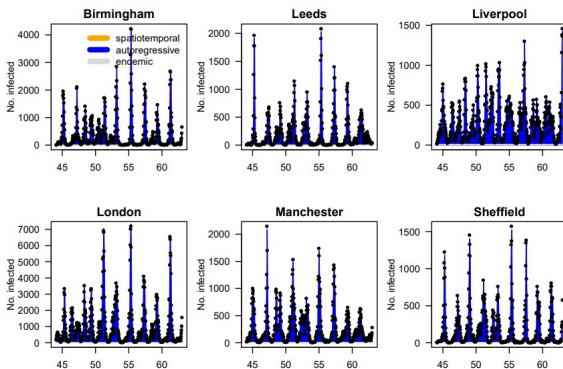 Birmingham
4000
3000
2000
1000
0
No. infected
spatiotemporal
autoregressive
endemic
45 50 55 60
Leeds
2000
1500
1000
500
0
No. infected
45 50 55 60
Liverpool
1500
1000
500
0
No. infected
45 50 55 60
London
7000
6000
5000
4000
3000
2000
1000
0
No. infected
45 50 55 60
Manchester
2000
1500
1000
500
0
No. infected
45 50 55 60
Sheffield
1500
1000
500
0
No. infected
45 50 55 60